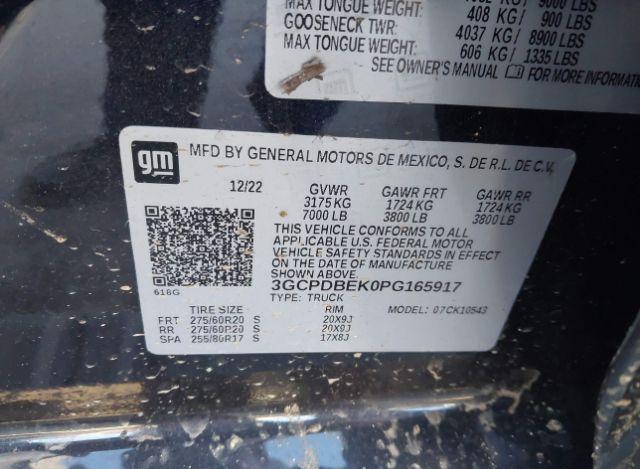 MAX TONGUE WEIGHT: 408 KG/ 900 LBS
GOOSENECK TWR: 4037 KG/ 8900 LBS
MAX TONGUE WEIGHT: 606 KG/ 1335 LBS
SEE OWNER'S MANUAL FOR MORE INFORMATION
gm MFD BY GENERAL MOTORS DE MEXICO, S. DE R.L. DE C.V.
12/22 GVWR GAWR FRT GAWR RR
3175 KG 1724 KG 1724 KG
7000 LB 3800 LB 3800 LB
THIS VEHICLE CONFORMS TO ALL
APPLICABLE U.S. FEDERAL MOTOR
VEHICLE SAFETY STANDARDS IN EFFECT
ON THE DATE OF MANUFACTURE
SHOWN ABOVE.
3GCPDBEK0PG165917
618G
TYPE: TRUCK MODEL: 07CK10543
TIRE SIZE RIM
FRT 275/60R20 S 20X9J
RR 275/60R20 S 20X9J
SPA 255/80R17 S 17X8J